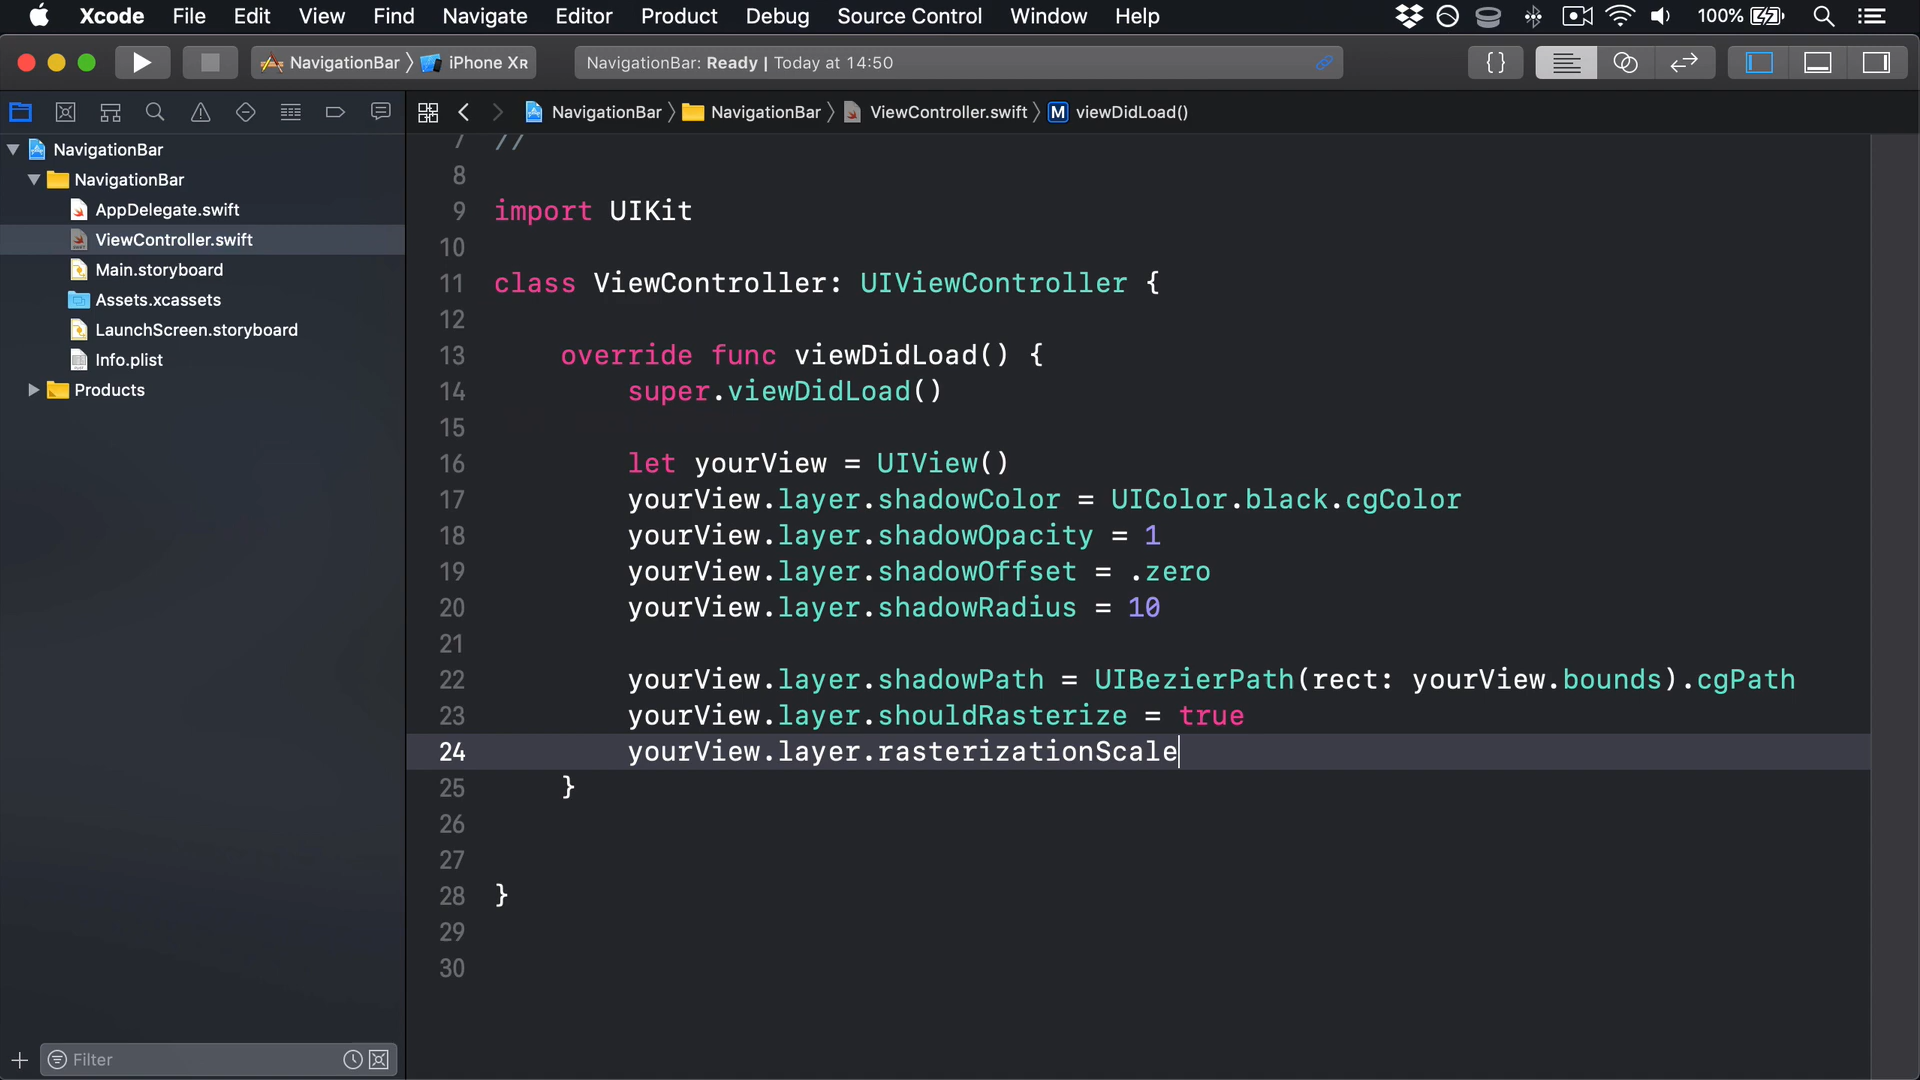 Xcode File Edit View Find Navigate Editor Product Debug Source Control Window Help 100%
NavigationBar iPhone XR NavigationBar: Ready | Today at 14:50 {}
NavigationBar NavigationBar ViewController.swift M viewDidLoad()
NavigationBar
NavigationBar
AppDelegate.swift
ViewController.swift
Main.storyboard
Assets.xcassets
LaunchScreen.storyboard
Info.plist
Products
7 //
8
9 import UIKit
10
11 class ViewController: UIViewController {
12
13 override func viewDidLoad() {
14 super.viewDidLoad()
15
16 let yourView = UIView()
17 yourView.layer.shadowColor = UIColor.black.cgColor
18 yourView.layer.shadowOpacity = 1
19 yourView.layer.shadowOffset = .zero
20 yourView.layer.shadowRadius = 10
21
22 yourView.layer.shadowPath = UIBezierPath(rect: yourView.bounds).cgPath
23 yourView.layer.shouldRasterize = true
24 yourView.layer.rasterizationScale
25 }
26
27
28 }
29
30
Filter